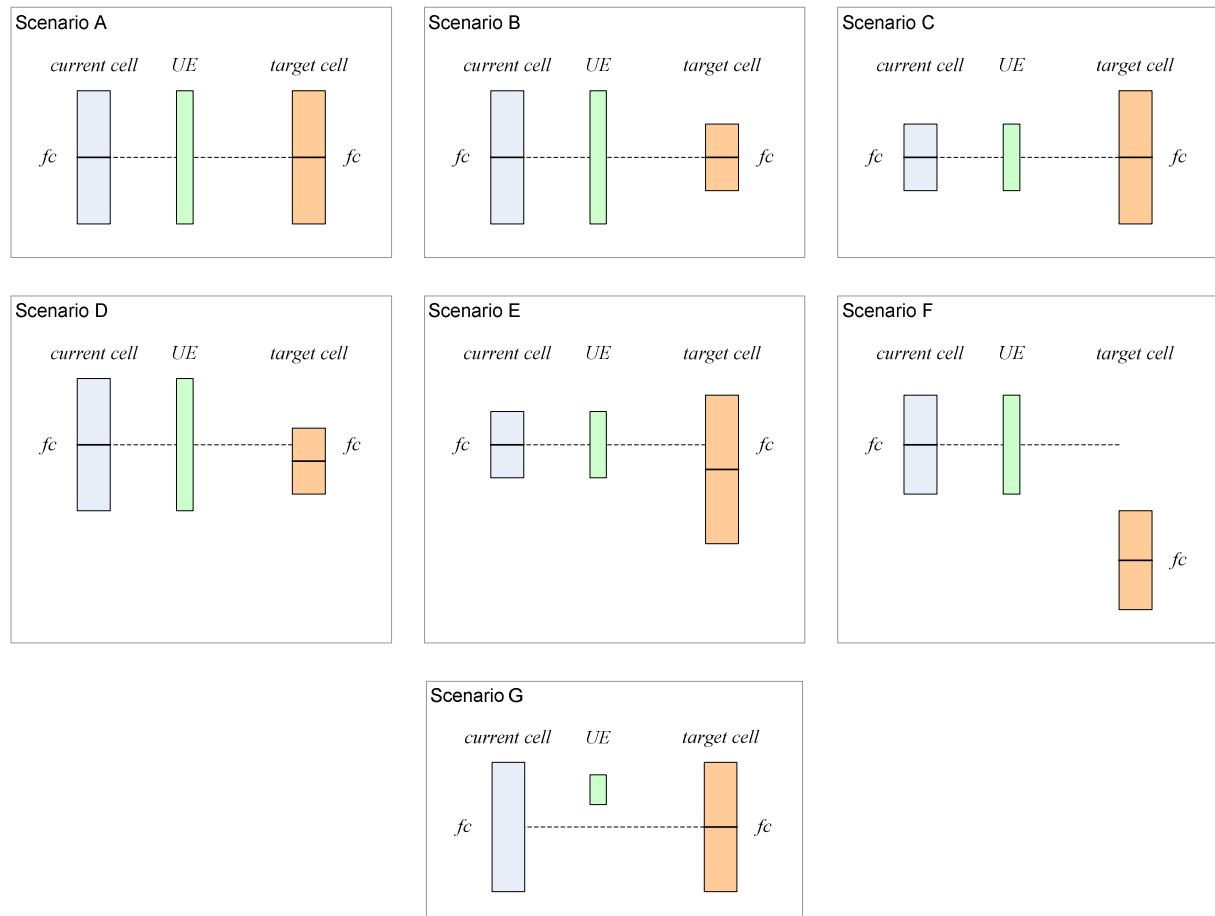 Scenario A
current cell UE target cell
fc fc
Scenario B
current cell UE target cell
fc fc
Scenario C
current cell UE target cell
fc fc
Scenario D
current cell UE target cell
fc fc
Scenario E
current cell UE target cell
fc fc
Scenario F
current cell UE target cell
fc
fc
Scenario G
current cell UE target cell
fc fc